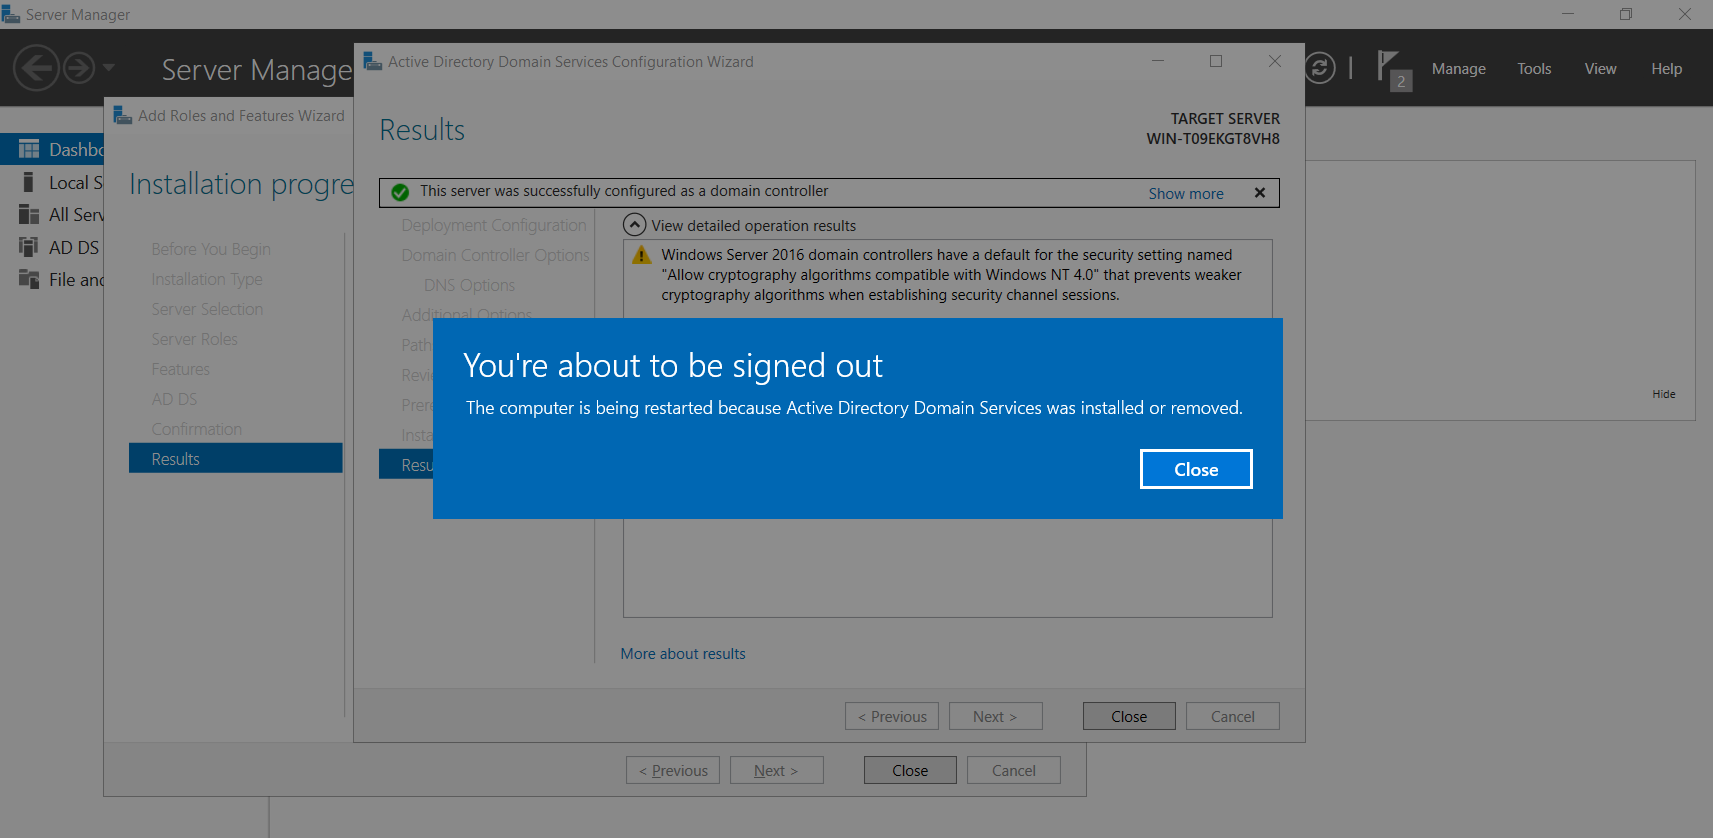 Server Manager
Server Manage
2
Manage
Tools
View
Help
Dashbo
Local S
All Serv
AD DS
File and
Add Roles and Features Wizard
Installation progre
Before You Begin
Installation Type
Server Selection
Server Roles
Features
AD DS
Confirmation
Results
< Previous
Next >
Close
Cancel
Active Directory Domain Services Configuration Wizard
Results
TARGET SERVER
WIN-T09EKGT8VH8
This server was successfully configured as a domain controller
Show more
Deployment Configuration
Domain Controller Options
DNS Options
Additional Options
Path
Revie
Prere
Insta
Resu
View detailed operation results
Windows Server 2016 domain controllers have a default for the security setting named
"Allow cryptography algorithms compatible with Windows NT 4.0" that prevents weaker
cryptography algorithms when establishing security channel sessions.
You're about to be signed out
The computer is being restarted because Active Directory Domain Services was installed or removed.
Close
More about results
< Previous
Next >
Close
Cancel
Hide